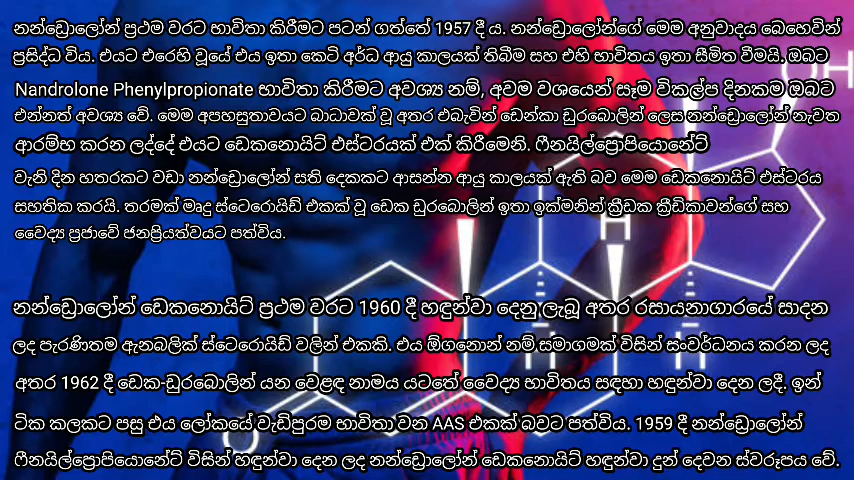 නන්ඩ්‍රොලෝන් ප්‍රථම වරට භාවිතා කිරීමට පටන් ගත්තේ 1957 දී ය. නන්ඩ්‍රොලෝන්ගේ මෙම අනුවාදය බෙහෙවින්
ප්‍රසිද්ධ විය. එයට එරෙහි වූයේ එය ඉතා කෙටි අර්ධ ආයු කාලයක් තිබීම සහ එහි භාවිතය ඉතා සීමිත වීමයි. ඔබට
Nandrolone Phenylpropionate භාවිතා කිරීමට අවශ්‍ය නම්, අවම වශයෙන් සෑම විකල්ප දිනකම ඔබට
එන්නත් අවශ්‍ය වේ. මෙම අපහසුතාවයට බාධාවක් වූ අතර එබැවින් ඩෙන්කා ඩුරබොලින් ලෙස නන්ඩ්‍රොලෝන් නැවත
ආරම්භ කරන ලද්දේ එයට ඩෙකනොයිට් එස්ටරයක් එක් කිරීමෙනි. ෆීනයිල්ප්‍රොපියොනේට්
වැනි දින හතරකට වඩා නන්ඩ්‍රොලෝන් සති දෙකකට ආසන්න ආයු කාලයක් ඇති බව මෙම ඩෙකනොයිට් එස්ටරය
සහතික කරයි. තරමක් මෘදු ස්ටෙරොයිඩ් එකක් වූ ඩෙක ඩුරබොලින් ඉතා ඉක්මනින් ක්‍රීඩක ක්‍රීඩිකාවන්ගේ සහ
වෛද්‍ය ප්‍රජාවේ ජනප්‍රියත්වයට පත්විය.
නන්ඩ්‍රොලෝන් ඩෙකනොයිට් ප්‍රථම වරට 1960 දී හඳුන්වා දෙනු ලැබූ අතර රසායනාගාරයේ සාදන
ලද පැරණිතම ඇනබලික් ස්ටෙරොයිඩ් වලින් එකකි. එය ඕගනොන් නම් සමාගමක් විසින් සංවර්ධනය කරන ලද
අතර 1962 දී ඩෙක-ඩුරබොලින් යන වෙළඳ නාමය යටතේ වෛද්‍ය භාවිතය සඳහා හඳුන්වා දෙන ලදී. ඉන්
ටික කලකට පසු එය ලෝකයේ වැඩිපුරම භාවිතා වන AAS එකක් බවට පත්විය. 1959 දී නන්ඩ්‍රොලෝන්
ෆීනයිල්ප්‍රොපියොනේට් විසින් හඳුන්වා දෙන ලද නන්ඩ්‍රොලෝන් ඩෙකනොයිට් හඳුන්වා දුන් දෙවන ස්වරූපය වේ.
OH
H
H
H
O